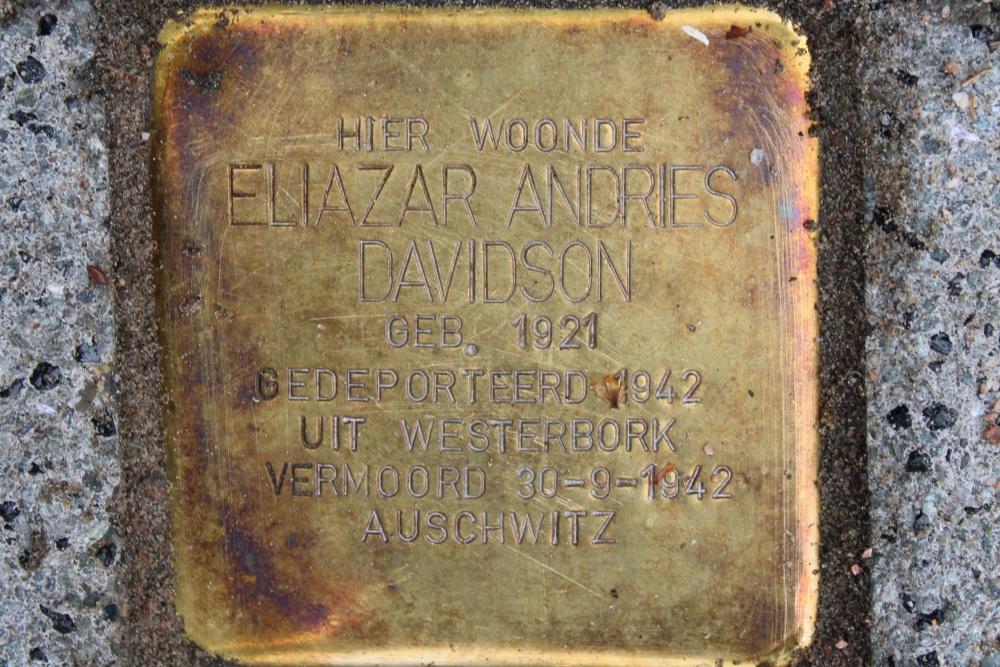 HIER WOONDE
ELIAZAR ANDRIES
DAVIDSON
GEB. 1921
GEDEPORTEERD 1942
UIT WESTERBORK
VERMOORD 30-9-1942
AUSCHWITZ